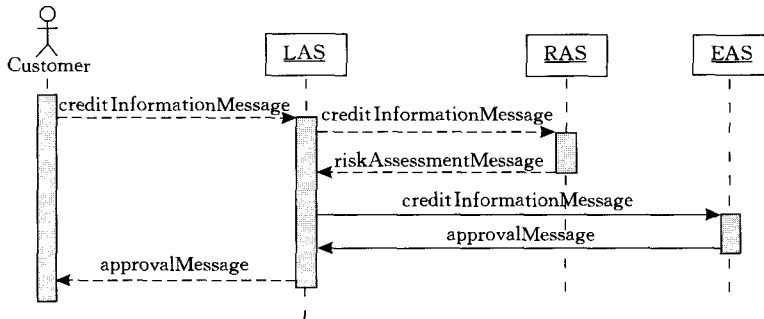 LAS
RAS
EAS
Customer
creditInformationMessage
creditInformationMessage
riskAssessmentMessage
creditInformationMessage
approvalMessage
approvalMessage